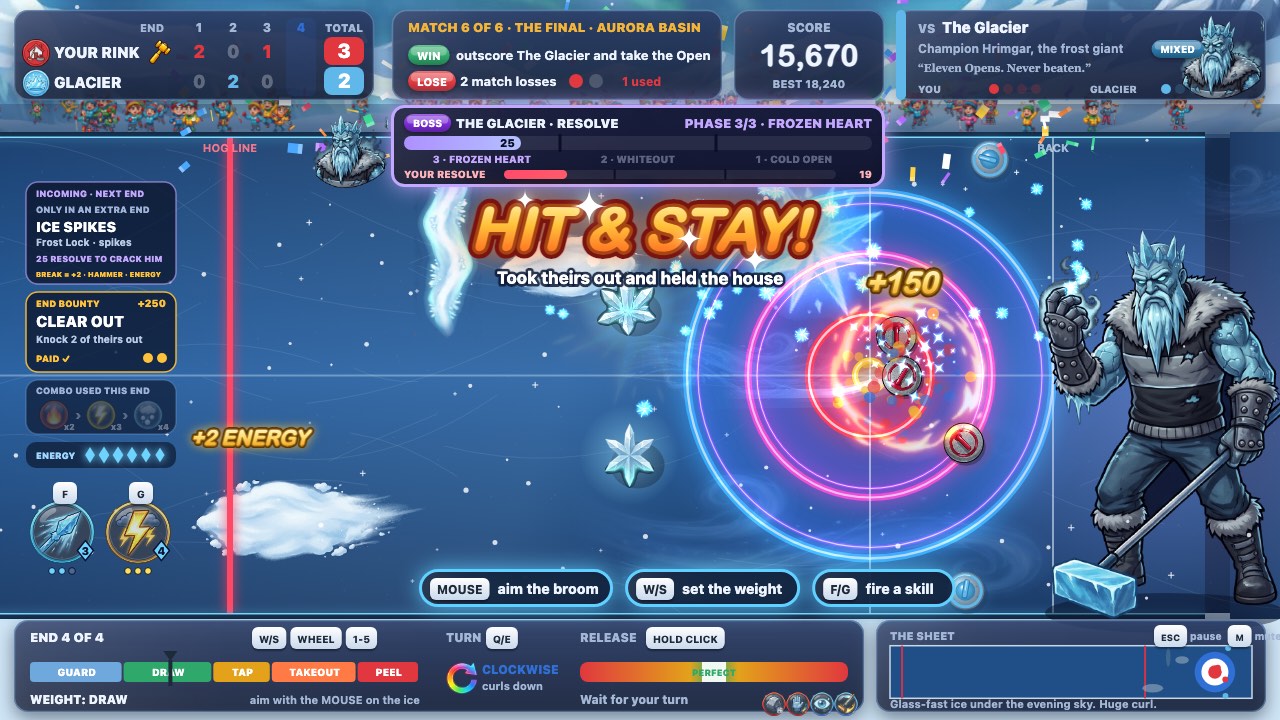 END 1 2 3 4 TOTAL
YOUR RINK 2 0 1 3
GLACIER 0 2 0 2
MATCH 6 OF 6 · THE FINAL · AURORA BASIN
WIN outscore The Glacier and take the Open
LOSE 2 match losses 1 used
SCORE
15,670
BEST 18,240
vs The Glacier
Champion Hrimgar, the frost giant
MIXED
“Eleven Opens. Never beaten.”
YOU GLACIER
BOSS THE GLACIER · RESOLVE PHASE 3/3 · FROZEN HEART
25
3 · FROZEN HEART 2 · WHITEOUT 1 · COLD OPEN
YOUR RESOLVE 19
HOG LINE
BACK
INCOMING · NEXT END
ONLY IN AN EXTRA END
ICE SPIKES
Frost Lock · spikes
25 RESOLVE TO CRACK HIM
BREAK = +2 · HAMMER · ENERGY
HIT & STAY!
Took theirs out and held the house
+150
END BOUNTY +250
CLEAR OUT
Knock 2 of theirs out
PAID ✓
COMBO USED THIS END
x2 x3 x4
+2 ENERGY
ENERGY
F G
3 4
MOUSE aim the broom
W/S set the weight
F/G fire a skill
END 4 OF 4 W/S WHEEL 1-5
GUARD DRAW TAP TAKEOUT PEEL
WEIGHT: DRAW aim with the MOUSE on the ice
TURN Q/E
CLOCKWISE
curls down
RELEASE HOLD CLICK
PERFECT
Wait for your turn
THE SHEET ESC pause M mute
Glass-fast ice under the evening sky. Huge curl.